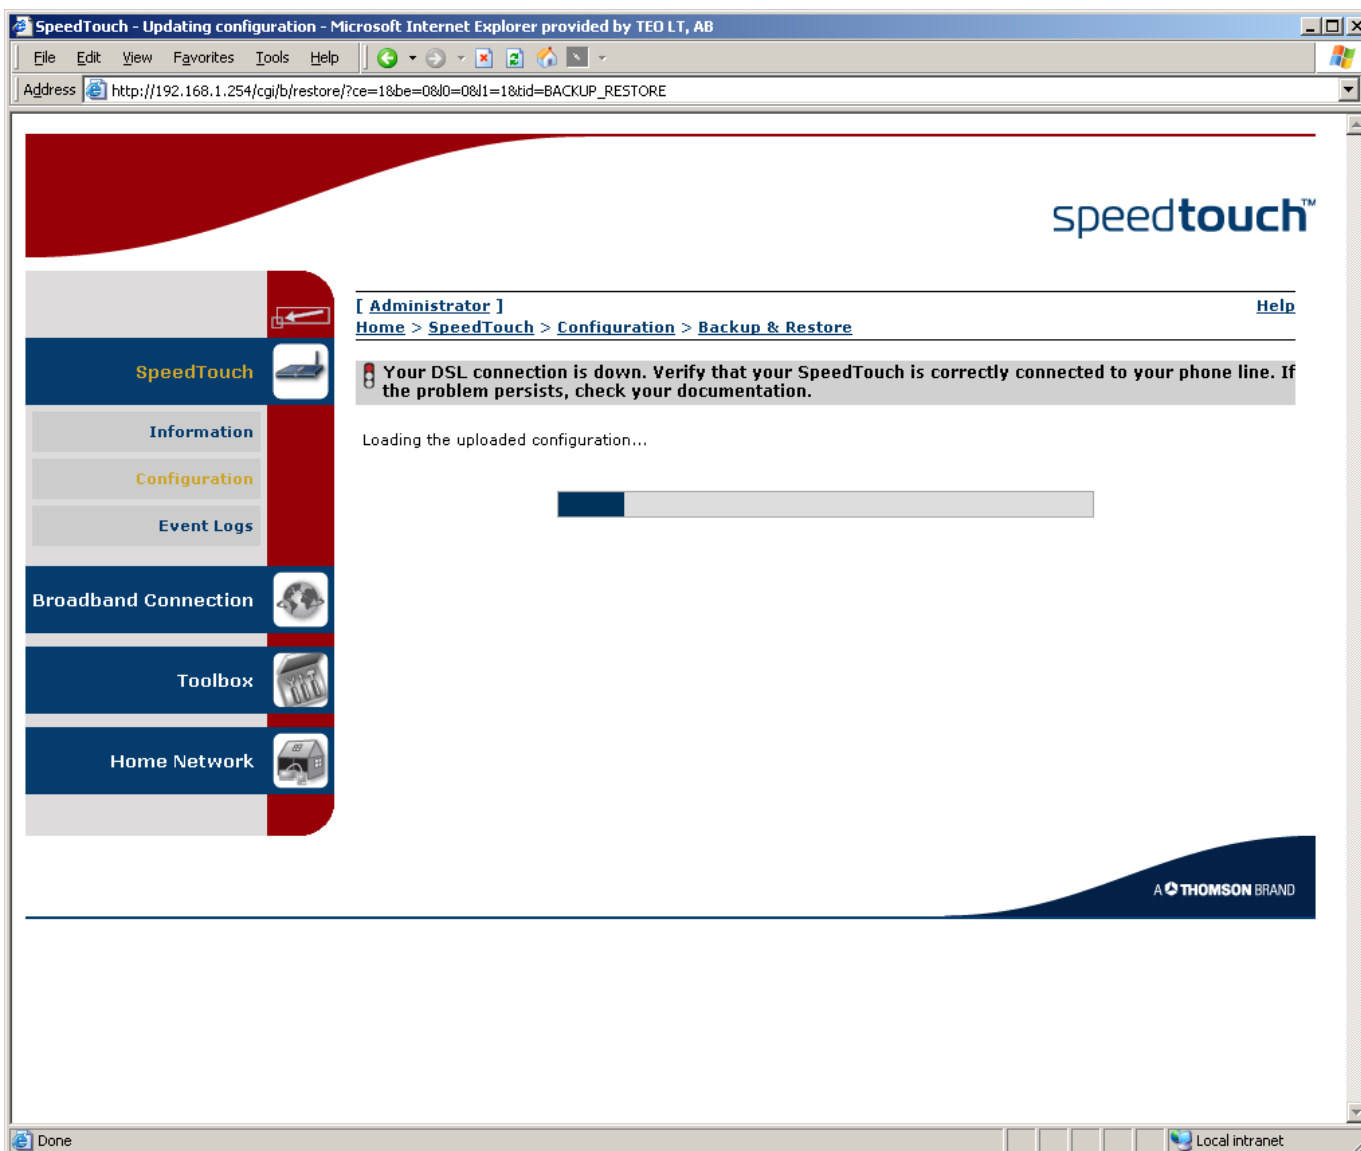 SpeedTouch - Updating configuration - Microsoft Internet Explorer provided by TEO LT, AB
File Edit View Favorites Tools Help
Address http://192.168.1.254/cgi/b/restore/?ce=1&be=0&l0=0&l1=1&tid=BACKUP_RESTORE
speedtouch™
[ Administrator ] Help
Home > SpeedTouch > Configuration > Backup & Restore
SpeedTouch
Your DSL connection is down. Verify that your SpeedTouch is correctly connected to your phone line. If
the problem persists, check your documentation.
Information
Loading the uploaded configuration...
Configuration
Event Logs
Broadband Connection
Toolbox
Home Network
A THOMSON BRAND
Done Local intranet